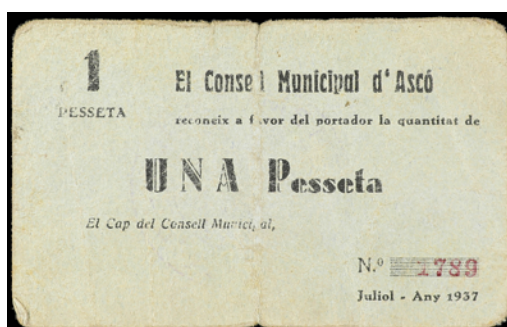 1
PESSETA
El Consell Municipal d'Ascó
reconeix a favor del portador la quantitat de
UNA Pesseta
El Cap del Consell Municipal,
N.º 1789
Juliol - Any 1937